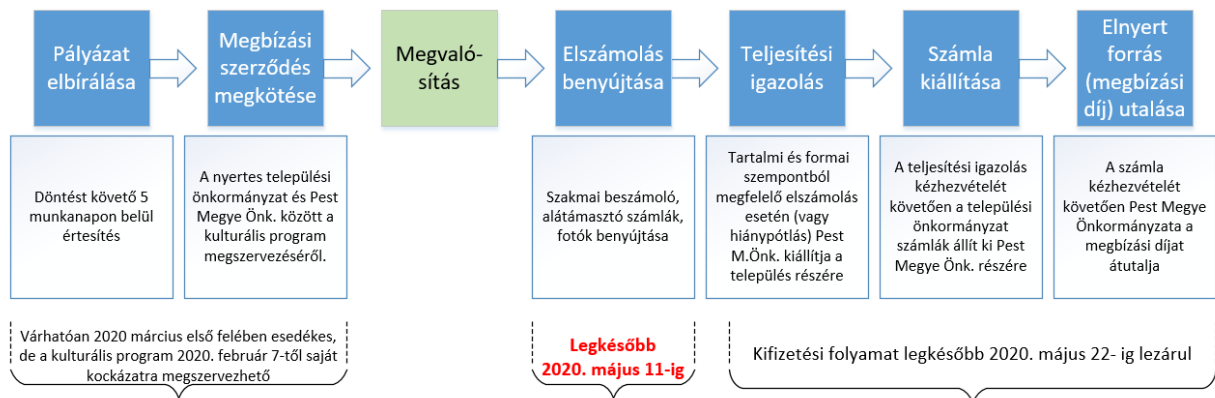 Pályázat
elbírálása
Megbízási
szerződés
megkötése
Megvaló-
sítás
Elszámolás
benyújtása
Teljesítési
igazolás
Számla
kiállítása
Elnyert
forrás
(megbízási
díj) utalása
Döntést követő 5
munkanapon belül
értesítés
A nyertes települési
önkormányzat és Pest
Megye Önk. között a
kulturális program
megszervezéséről.
Szakmai beszámoló,
alátámasztó számlák,
fotók benyújtása
Tartalmi és formai
szempontból
megfelelő elszámolás
esetén (vagy
hiánypótlás) Pest
M.Önk. kiállítja a
település részére
A teljesítési igazolás
kézhezvételét
követően a települési
önkormányzat
számlák állít ki Pest
Megye Önk. részére
A számla
kézhezvételét
követően Pest Megye
Önkormányzata a
megbízási díjat
átutalja
Várhatóan 2020 március első felében esedékes,
de a kulturális program 2020. február 7-től saját
kockázatra megszervezhető
Legkésőbb
2020. május 11-ig
Kifizetési folyamat legkésőbb 2020. május 22- ig lezárul